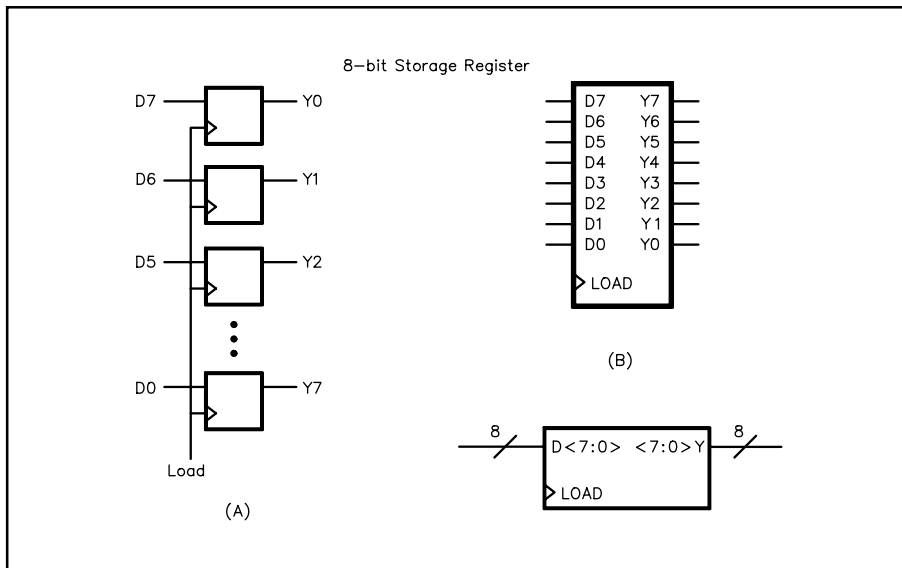 8-bit Storage Register
D7 Y0
D6 Y1
D5 Y2
D0 Y7
Load
(A)
D7 Y7
D6 Y6
D5 Y5
D4 Y4
D3 Y3
D2 Y2
D1 Y1
D0 Y0
LOAD
(B)
8 8
D<7:0> <7:0>Y
LOAD